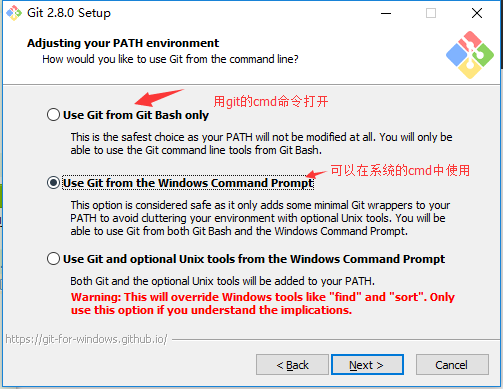 Git 2.8.0 Setup
Adjusting your PATH environment
How would you like to use Git from the command line?
用git的cmd命令打开
Use Git from Git Bash only
This is the safest choice as your PATH will not be modified at all. You will only be
able to use the Git command line tools from Git Bash.
可以在系统的cmd中使用
Use Git from the Windows Command Prompt
This option is considered safe as it only adds some minimal Git wrappers to your
PATH to avoid cluttering your environment with optional Unix tools. You will be
able to use Git from both Git Bash and the Windows Command Prompt.
Use Git and optional Unix tools from the Windows Command Prompt
Both Git and the optional Unix tools will be added to your PATH.
Warning: This will override Windows tools like "find" and "sort". Only
use this option if you understand the implications.
https://git-for-windows.github.io/
< Back
Next >
Cancel